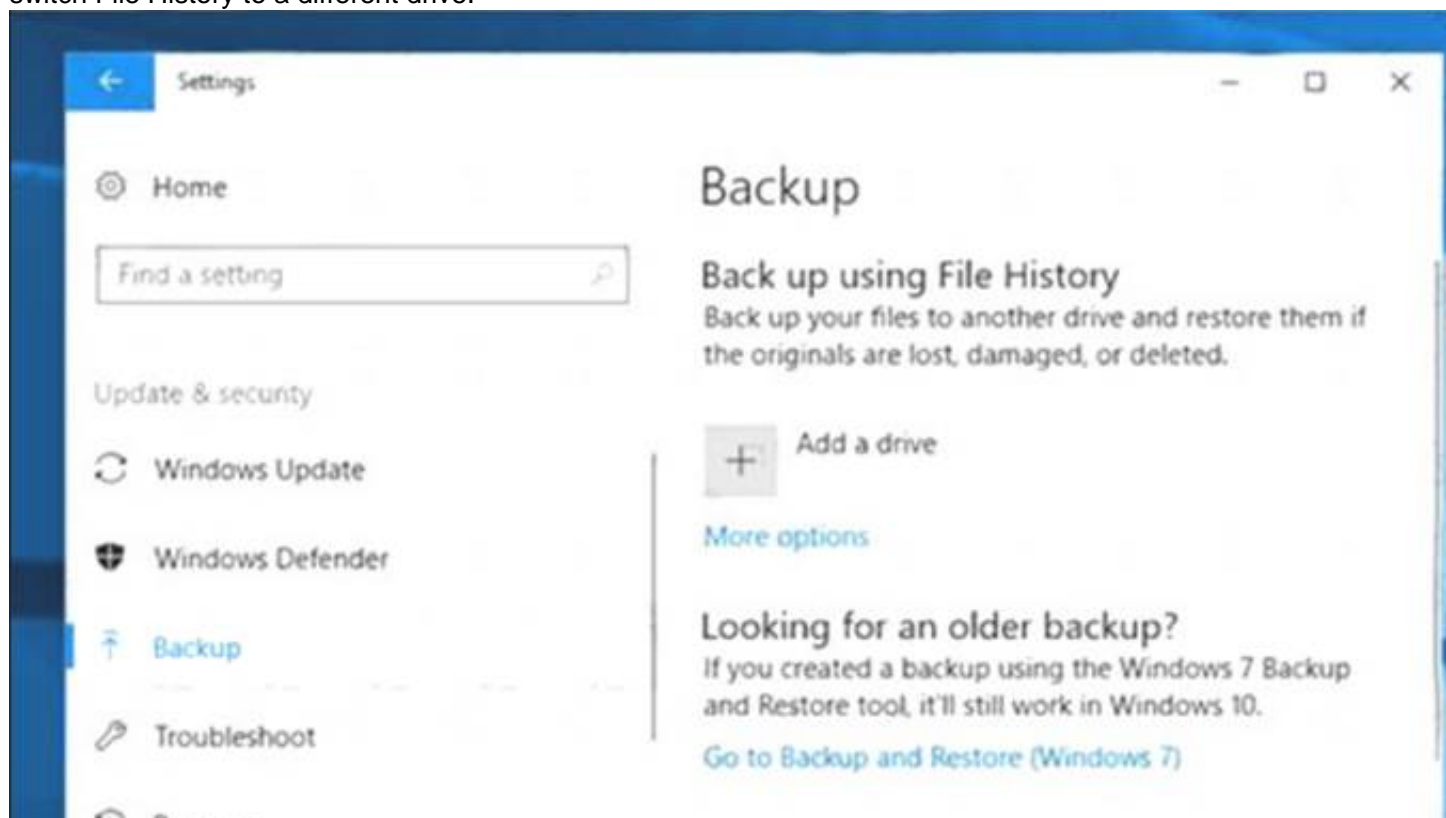 switch File History to a different drive.
Settings
Home
Backup
Find a setting
Back up using File History
Back up your files to another drive and restore them if
the originals are lost, damaged, or deleted.
Update & security
Windows Update
Add a drive
More options
Windows Defender
Looking for an older backup?
Backup
If you created a backup using the Windows 7 Backup
and Restore tool, it'll still work in Windows 10.
Troubleshoot
Go to Backup and Restore (Windows 7)